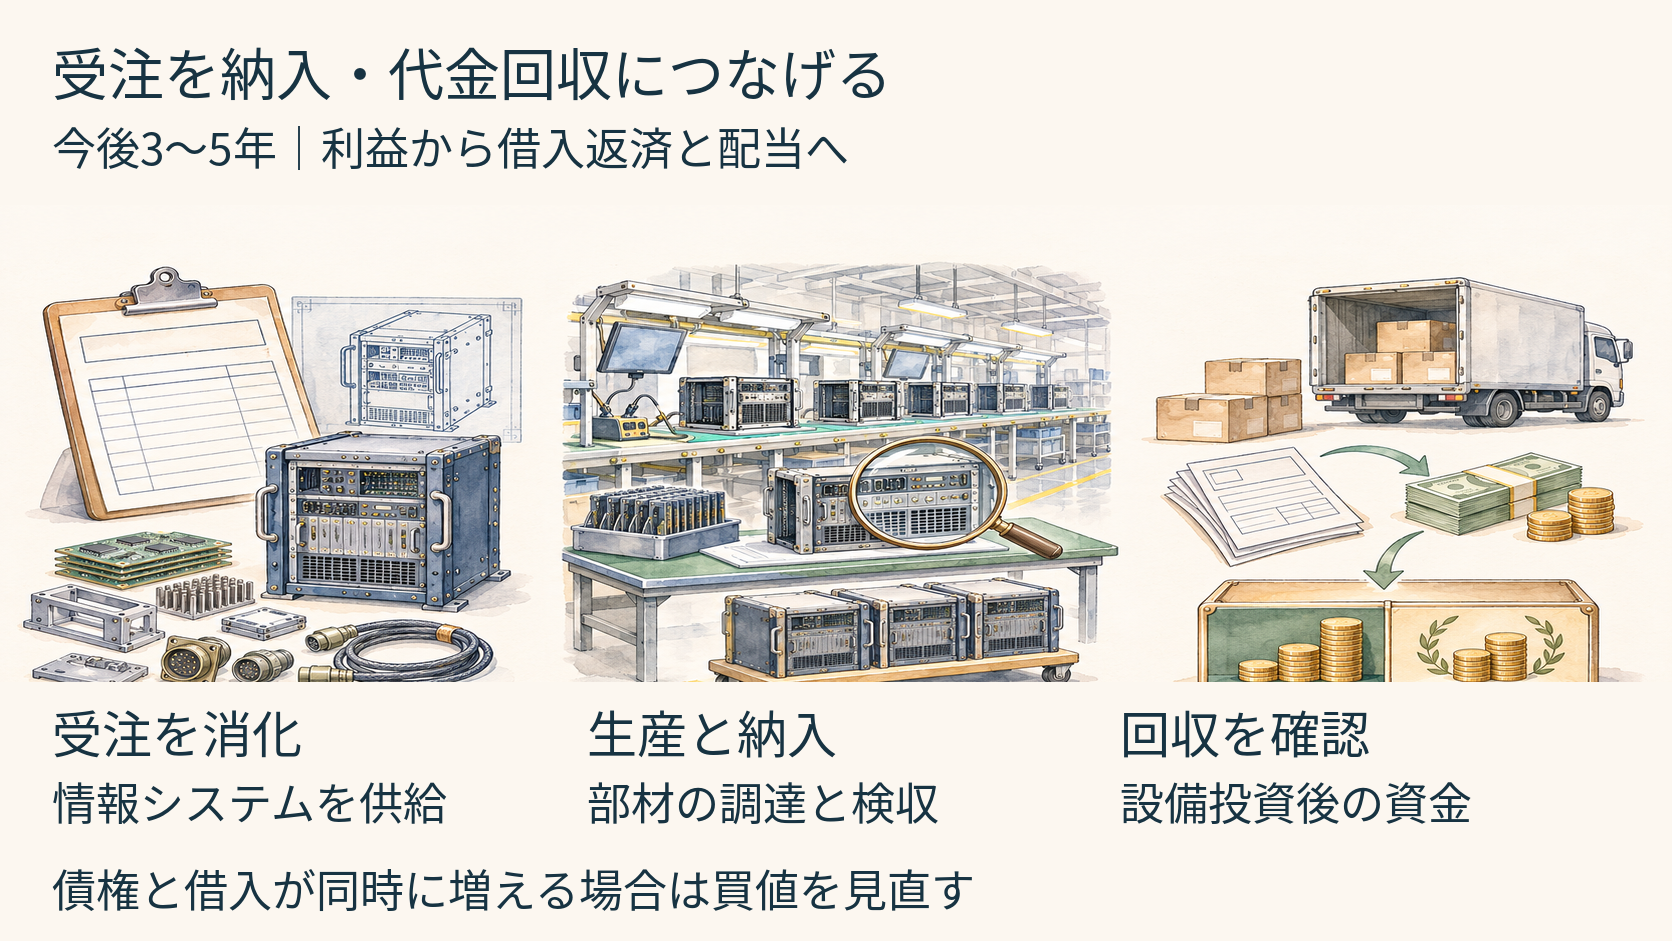 受注を納入・代金回収につなげる
今後3〜5年｜利益から借入返済と配当へ
受注を消化
情報システムを供給
生産と納入
部材の調達と検収
回収を確認
設備投資後の資金
債権と借入が同時に増える場合は買値を見直す